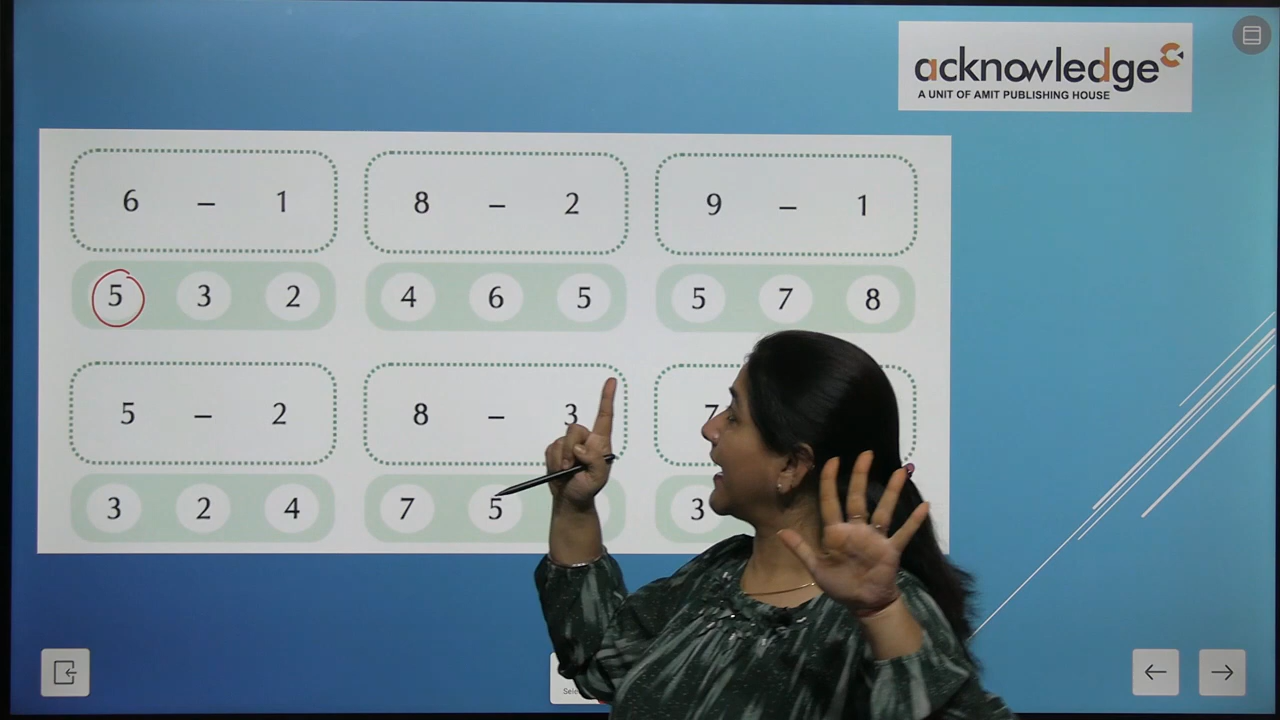 acknowledge
A UNIT OF AMIT PUBLISHING HOUSE
6 – 1
8 – 2
9 – 1
5 3 2
4 6 5
5 7 8
5 – 2
8 – 3
7
3 2 4
7 5
3